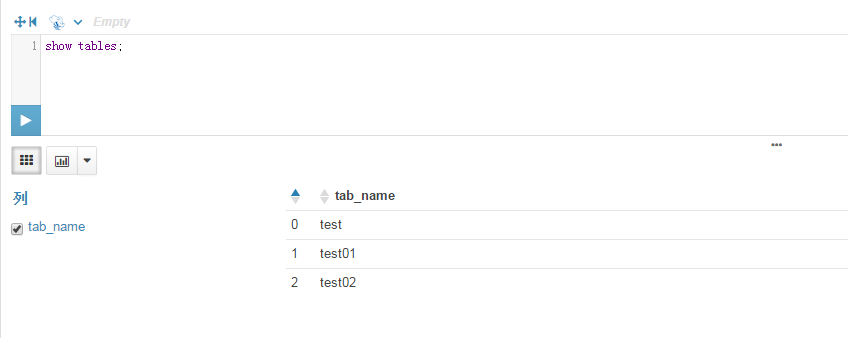 Empty
1 show tables;
列
tab_name
tab_name
0 test
1 test01
2 test02